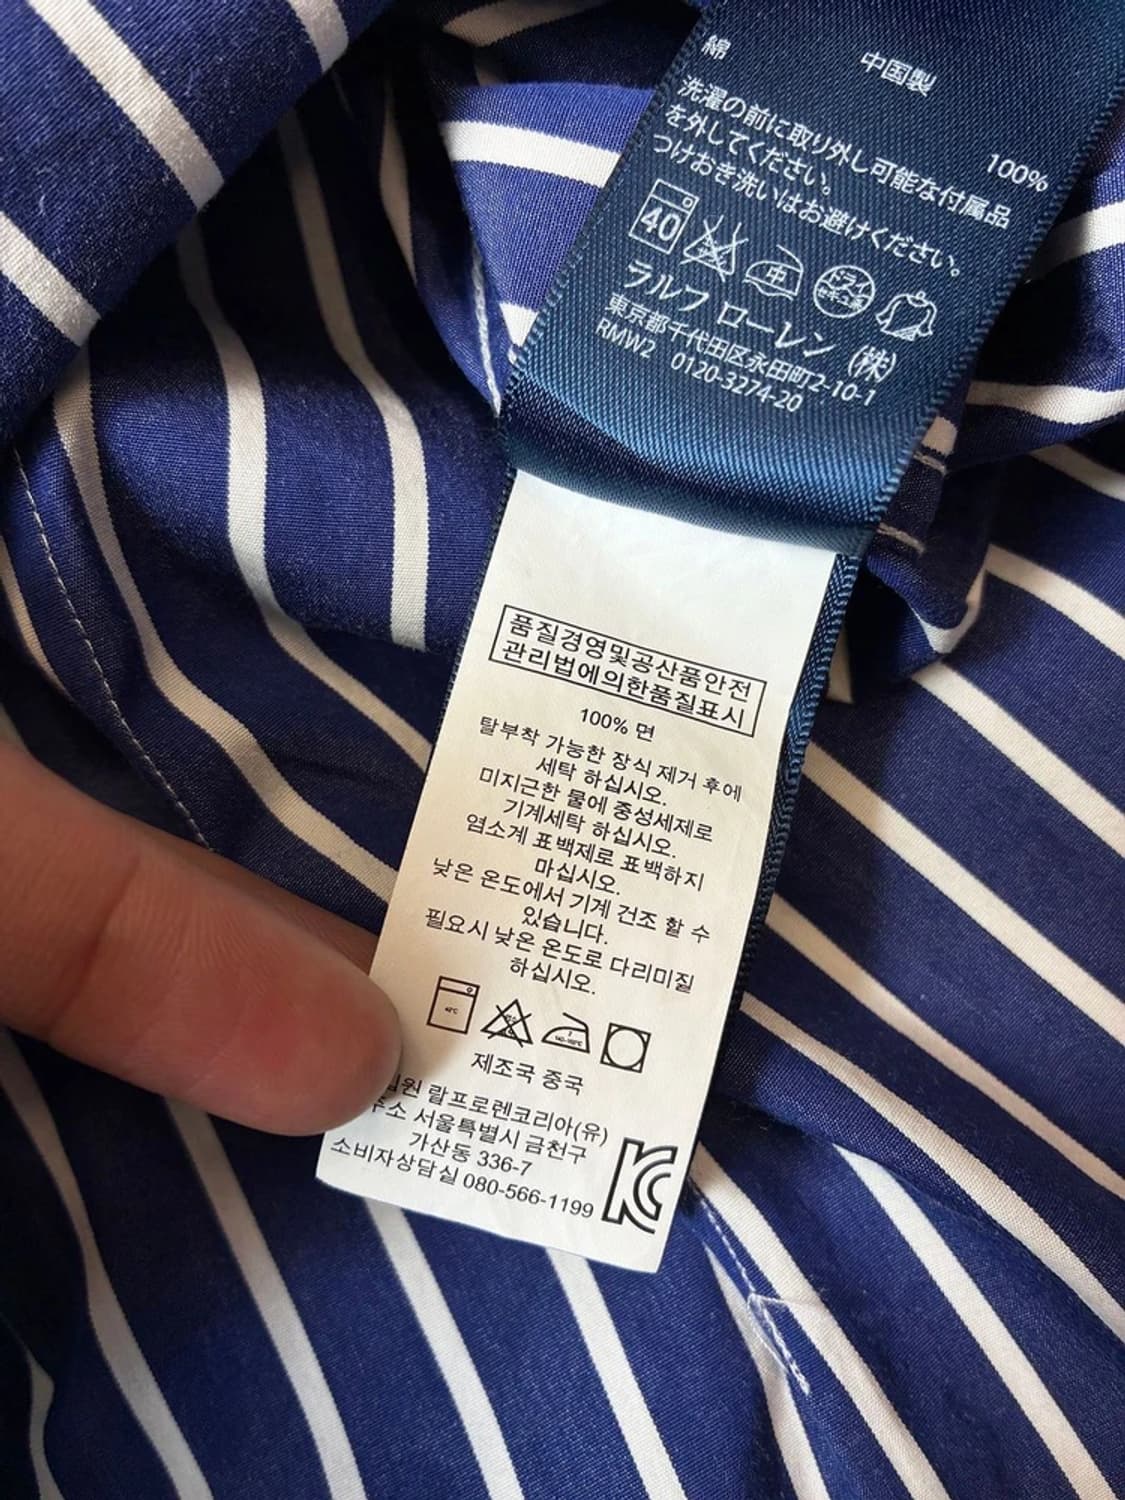 綿 100%
中国製
洗濯の前に取り外し可能な付属品
を外してください。
つけおき洗いはお避けください。
40 中 ドライ
ラルフ ローレン (株)
東京都千代田区永田町2-10-1
RMW2 0120-3274-20
품질경영및공산품안전
관리법에의한품질표시
100% 면
탈부착 가능한 장식 제거 후에
세탁 하십시오.
미지근한 물에 중성세제로
기계세탁 하십시오.
염소계 표백제로 표백하지
마십시오.
낮은 온도에서 기계 건조 할 수
있습니다.
필요시 낮은 온도로 다리미질
하십시오.
제조국 중국
원 랄프로렌코리아(유)
주소 서울특별시 금천구
가산동 336-7
소비자상담실 080-566-1199